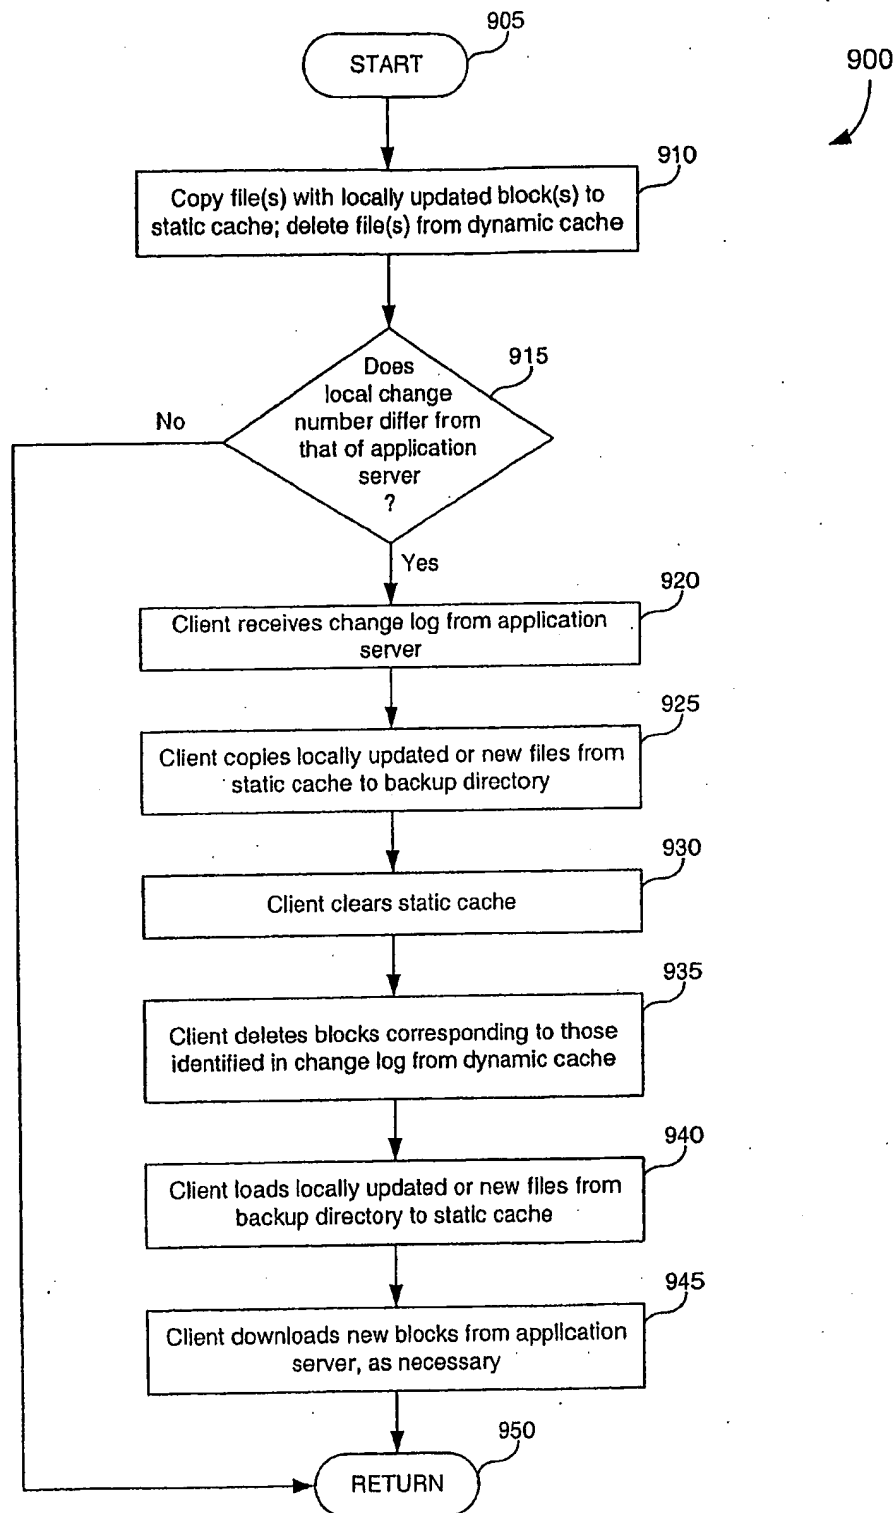 905
START
900
910
Copy file(s) with locally updated block(s) to
static cache; delete file(s) from dynamic cache
915
Does
local change
number differ from
that of application
server
?
No
Yes
920
Client receives change log from application
server
925
Client copies locally updated or new files from
static cache to backup directory
930
Client clears static cache
935
Client deletes blocks corresponding to those
identified in change log from dynamic cache
940
Client loads locally updated or new files from
backup directory to static cache
945
Client downloads new blocks from application
server, as necessary
950
RETURN